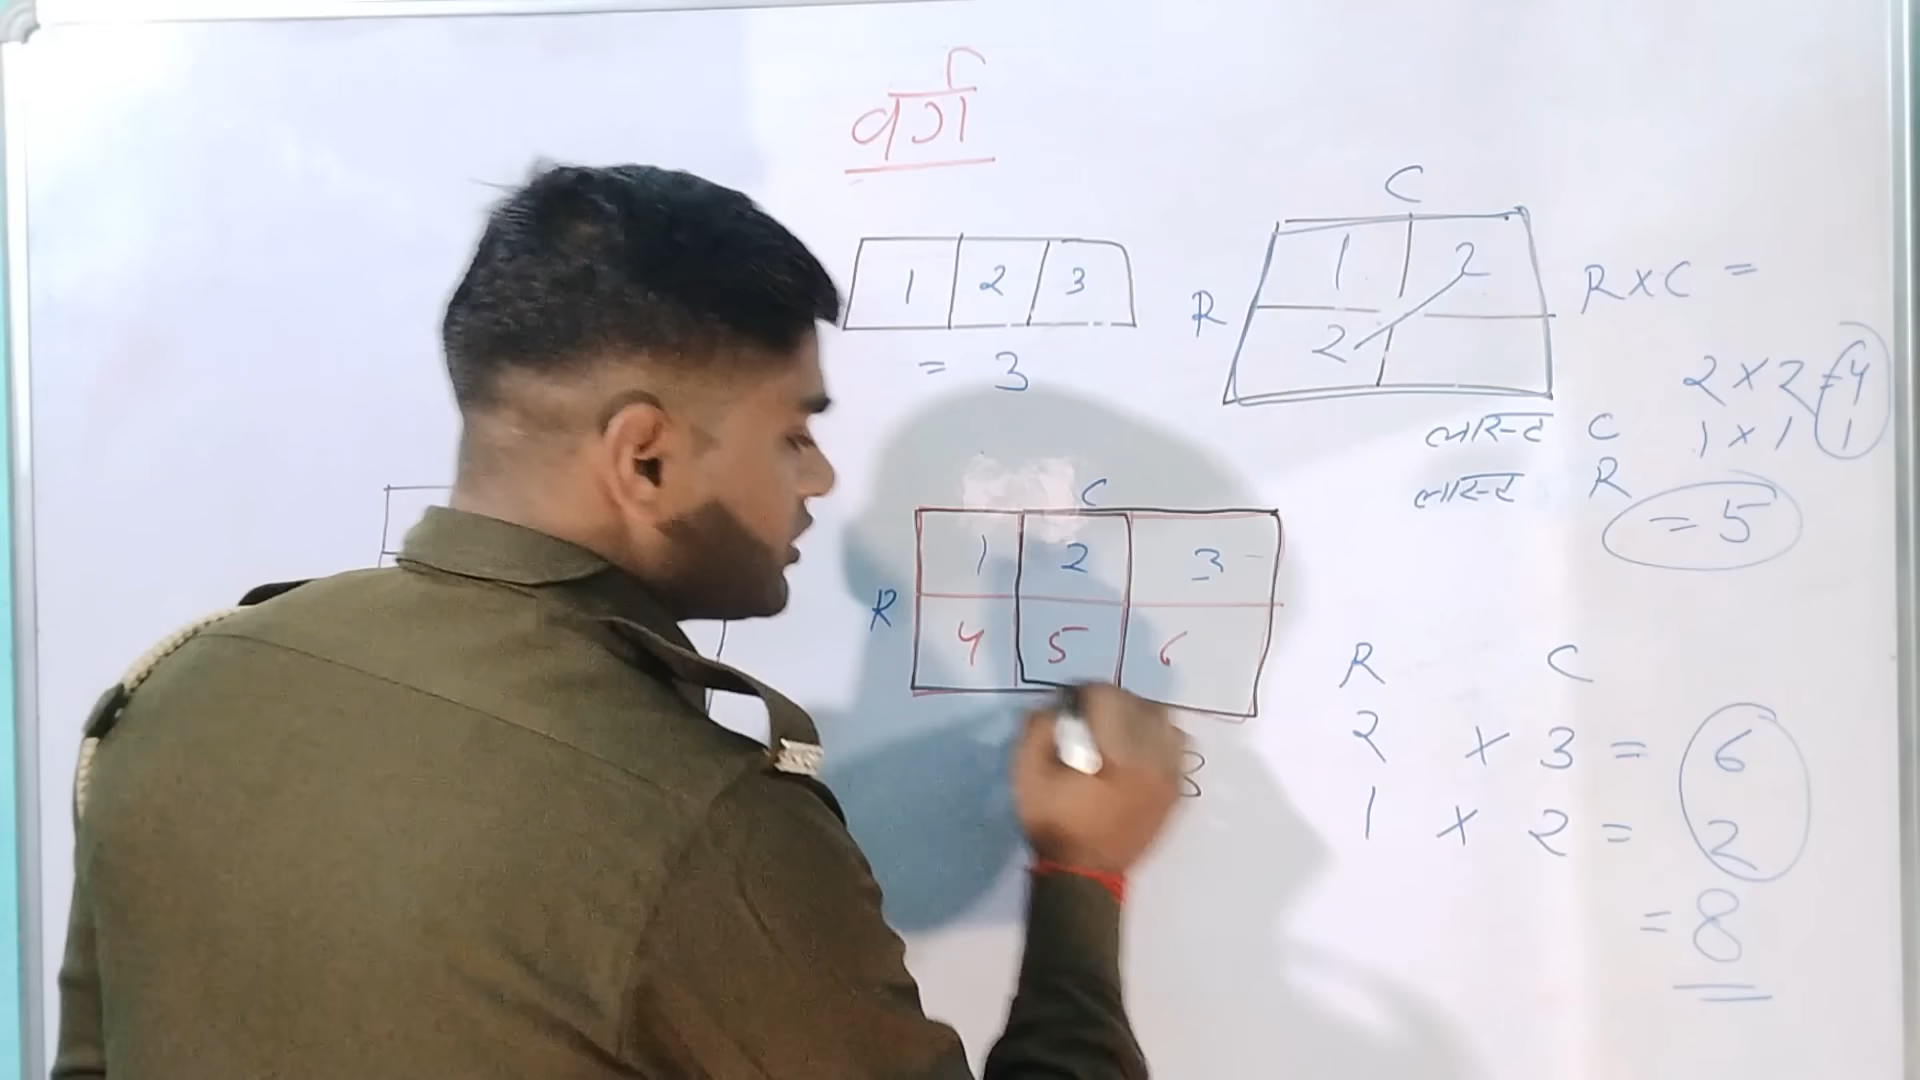 वर्ग
1 2 3
= 3
C
R
1 2
2
R x C =
2 x 2 = 4
लास्ट C 1 x 1 1
लास्ट R
= 5
C
R
1 2 3
4 5 6
3
R C
2 x 3 = 6
1 x 2 = 2
= 8